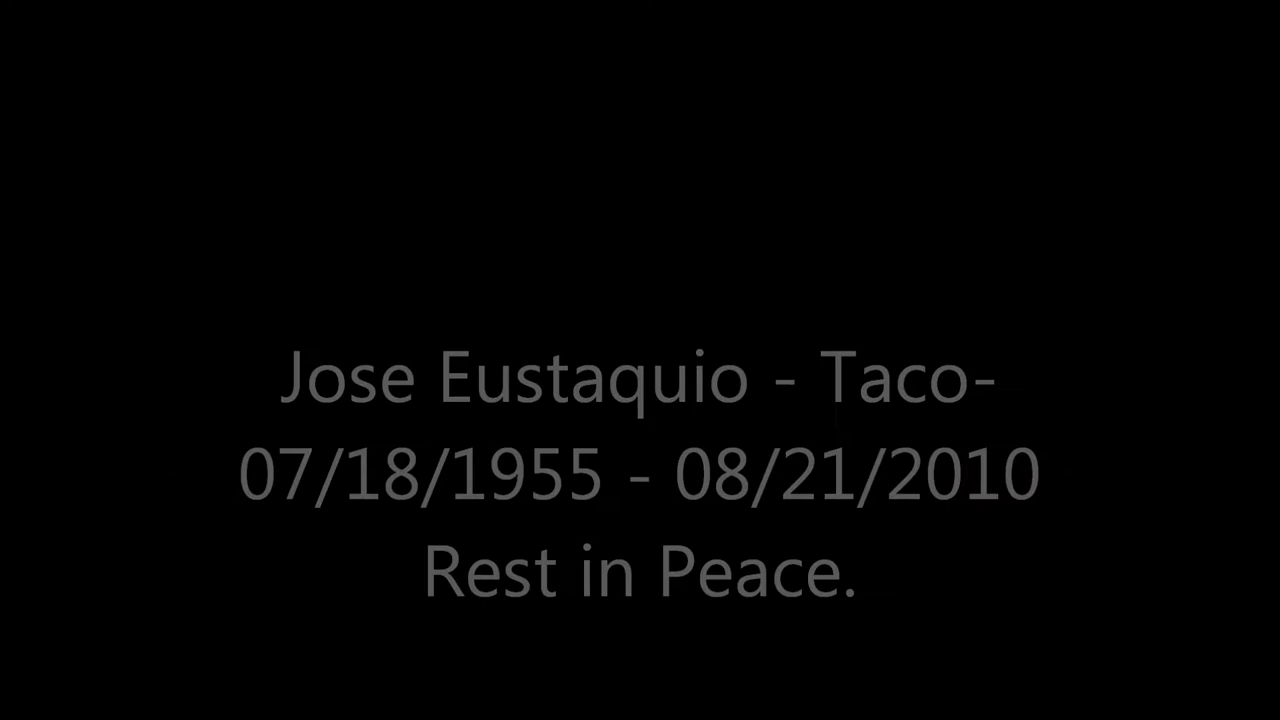 Jose Eustaquio - Taco-
07/18/1955 - 08/21/2010
Rest in Peace.